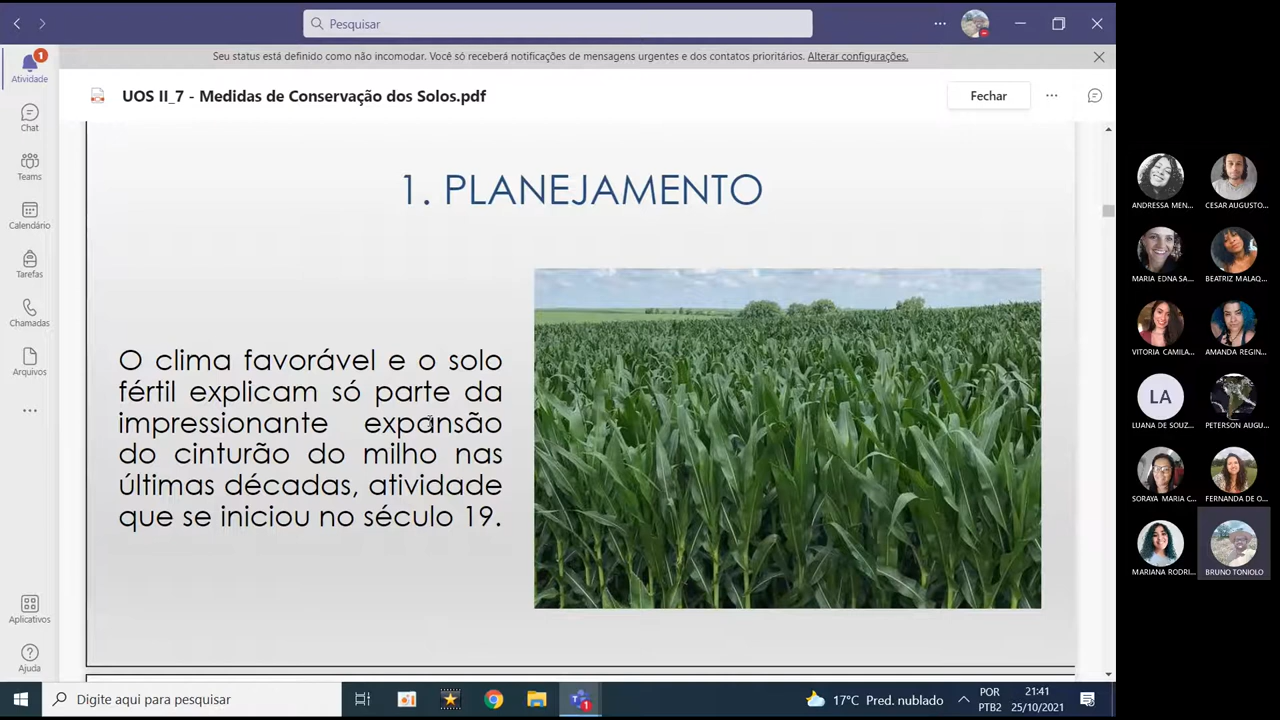 Pesquisar
Seu status está definido como não incomodar. Você só receberá notificações de mensagens urgentes e dos contatos prioritários. Alterar configurações.
1
Atividade
Chat
Teams
Calendário
Tarefas
Chamadas
Arquivos
Aplicativos
Ajuda
UOS II_7 - Medidas de Conservação dos Solos.pdf
Fechar
1. PLANEJAMENTO
O clima favorável e o solo
fértil explicam só parte da
impressionante expansão
do cinturão do milho nas
últimas décadas, atividade
que se iniciou no século 19.
ANDRESSA MEN...
CESAR AUGUSTO...
MARIA EDNA SA...
BEATRIZ MALAQ...
VITORIA CAMILA...
AMANDA REGIN...
LA
LUANA DE SOUZ...
PETERSON AUGU...
SORAYA MARIA C...
FERNANDA DE O...
MARIANA RODRI...
BRUNO TONIOLO
Digite aqui para pesquisar
1
17°C Pred. nublado
POR
PTB2
21:41
25/10/2021